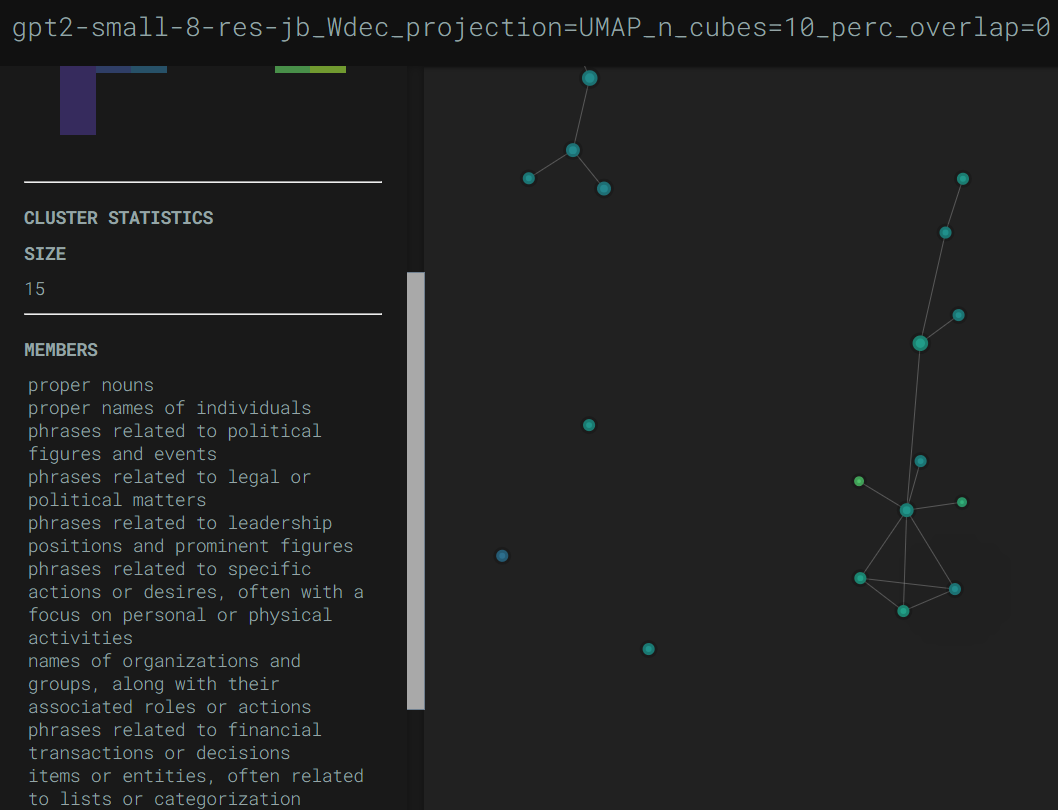 gpt2-small-8-res-jb_Wdec_projection=UMAP_n_cubes=10_perc_overlap=0
CLUSTER STATISTICS
SIZE
15
MEMBERS
proper nouns
proper names of individuals
phrases related to political
figures and events
phrases related to legal or
political matters
phrases related to leadership
positions and prominent figures
phrases related to specific
actions or desires, often with a
focus on personal or physical
activities
names of organizations and
groups, along with their
associated roles or actions
phrases related to financial
transactions or decisions
items or entities, often related
to lists or categorization